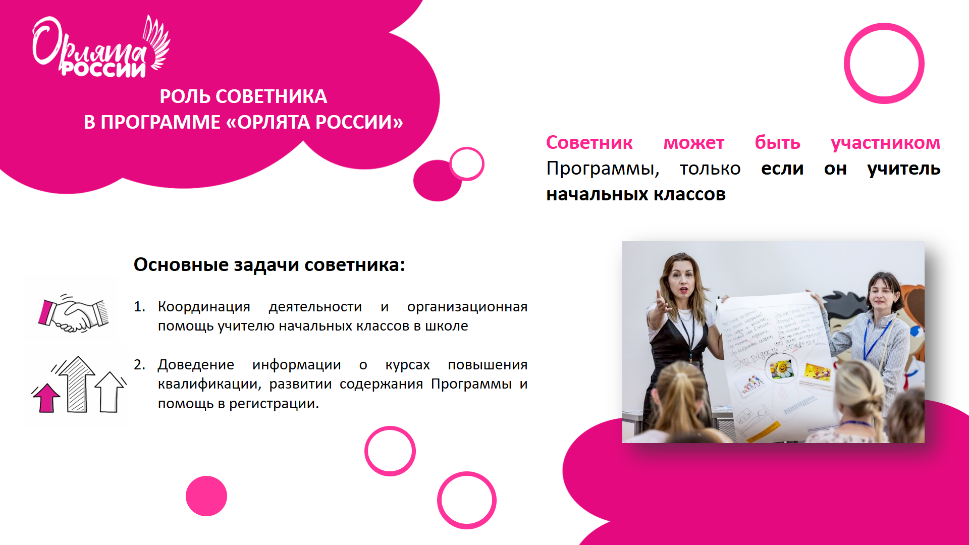 Орлята
РОССИИ
РОЛЬ СОВЕТНИКА
В ПРОГРАММЕ «ОРЛЯТА РОССИИ»
Советник может быть участником
Программы, только если он учитель
начальных классов
Основные задачи советника:
1. Координация деятельности и организационная
помощь учителю начальных классов в школе
2. Доведение информации о курсах повышения
квалификации, развитии содержания Программы и
помощь в регистрации.